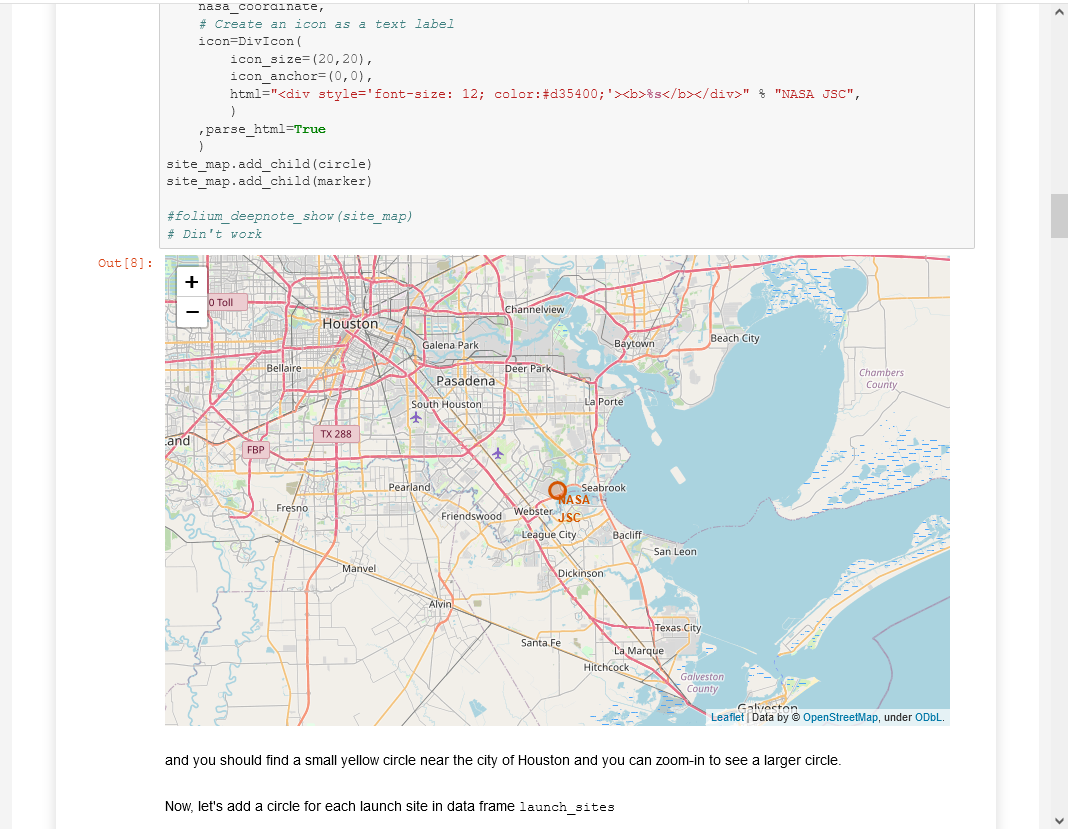 nasa_coordinate,
# Create an icon as a text label
icon=DivIcon(
icon_size=(20,20),
icon_anchor=(0,0),
html="<div style='font-size: 12; color:#d35400;'><b>%s</b></div>" % "NASA JSC",
)
,parse_html=True
)
site_map.add_child(circle)
site_map.add_child(marker)
#folium_deepnote_show(site_map)
# Din't work
Out[8]:
+
−
0 Toll
Channelview
Houston
Beach City
Baytown
Galena Park
Bellaire
Deer Park
Chambers
County
Pasadena
La Porte
South Houston
TX 288
and
FBP
Pearland
Seabrook
NASA
JSC
Fresno
Friendswood
Webster
League City
Bacliff
San Leon
Manvel
Dickinson
Alvin
Texas City
Santa Fe
La Marque
Hitchcock
Galveston
County
Galveston
Leaflet | Data by © OpenStreetMap, under ODbL.
and you should find a small yellow circle near the city of Houston and you can zoom-in to see a larger circle.
Now, let's add a circle for each launch site in data frame launch_sites